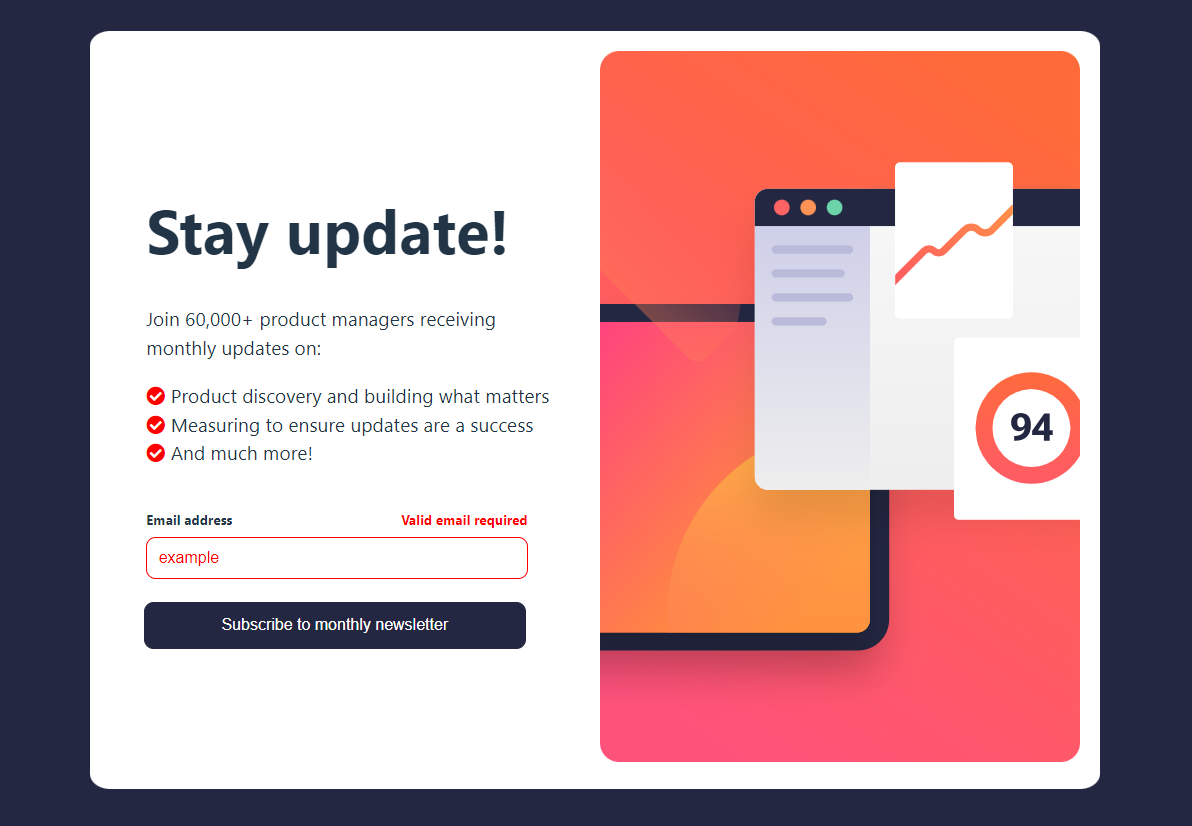 Stay update!
Join 60,000+ product managers receiving
monthly updates on:
Product discovery and building what matters
Measuring to ensure updates are a success
And much more!
Email address
Valid email required
example
Subscribe to monthly newsletter
94